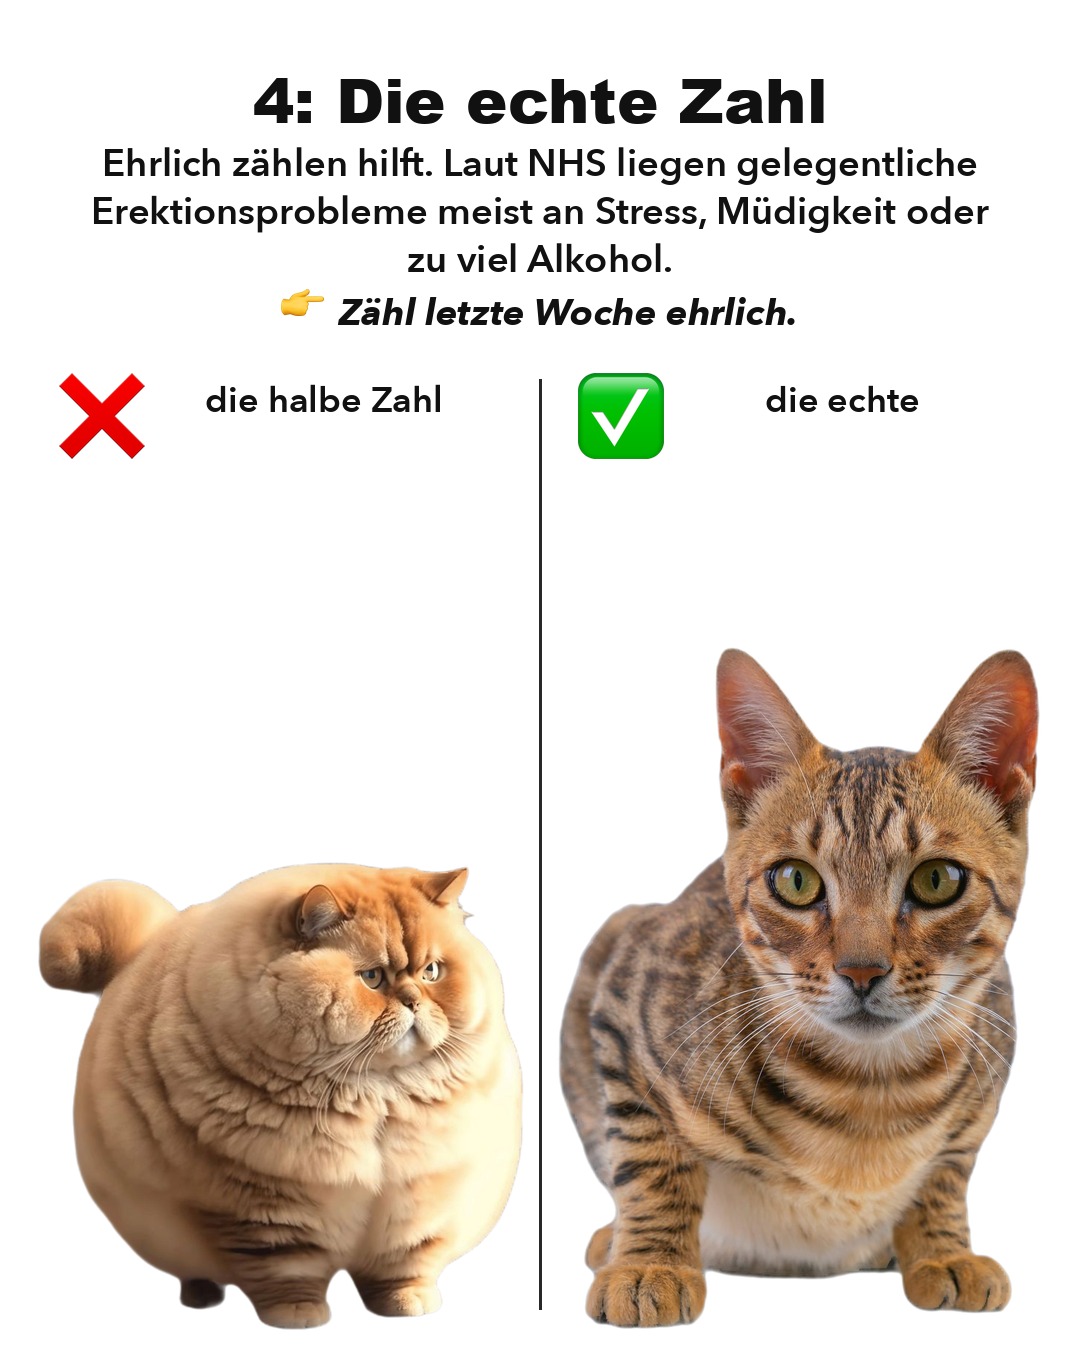 4: Die echte Zahl
Ehrlich zählen hilft. Laut NHS liegen gelegentliche
Erektionsprobleme meist an Stress, Müdigkeit oder
zu viel Alkohol.
👉 Zähl letzte Woche ehrlich.
❌ die halbe Zahl
✅ die echte